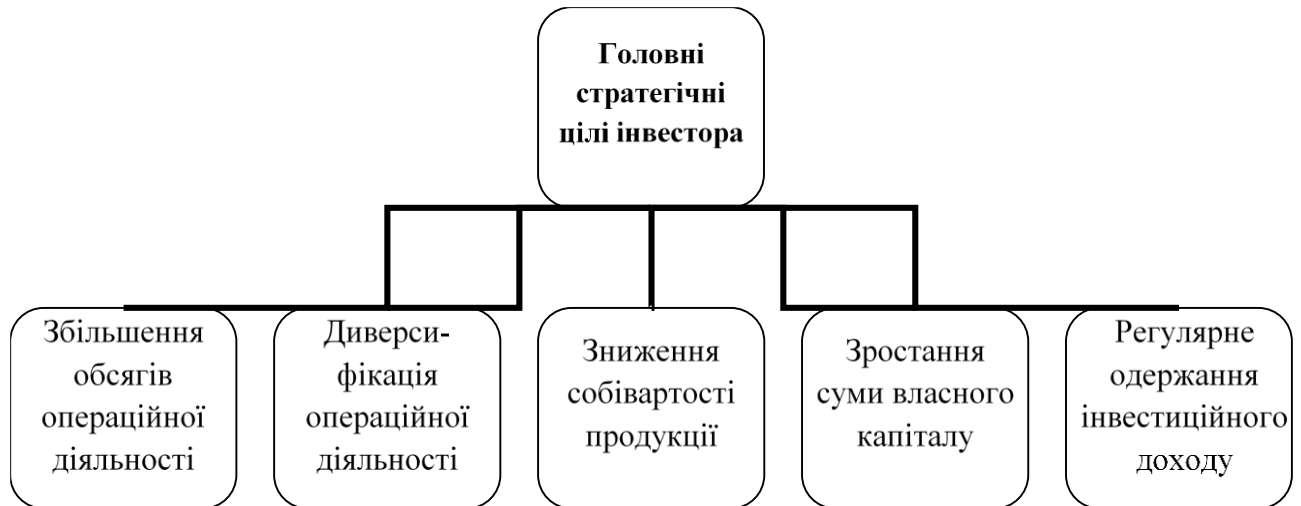 Головні
стратегічні
цілі інвестора
Збільшення
обсягів
операційної
діяльності
Диверси-
фікація
операційної
діяльності
Зниження
собівартості
продукції
Зростання
суми власного
капіталу
Регулярне
одержання
інвестиційного
доходу